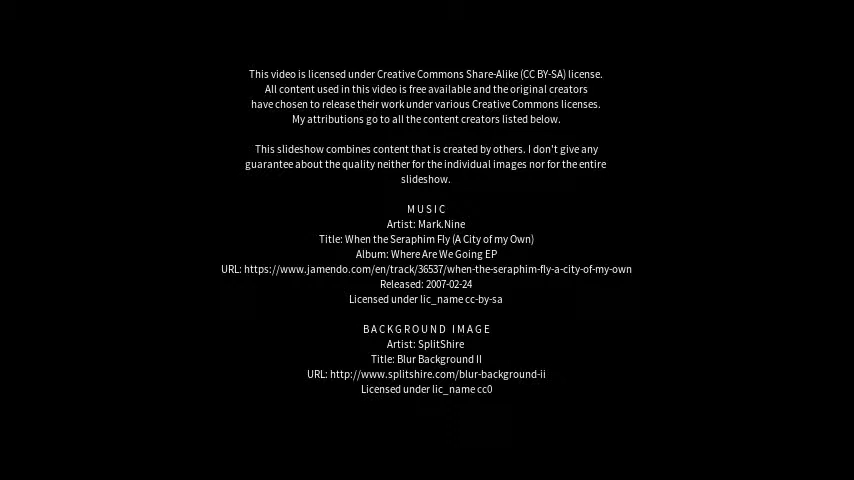 This video is licensed under Creative Commons Share-Alike (CC BY-SA) license.
All content used in this video is free available and the original creators
have chosen to release their work under various Creative Commons licenses.
My attributions go to all the content creators listed below.
This slideshow combines content that is created by others. I don't give any
guarantee about the quality neither for the individual images nor for the entire
slideshow.
MUSIC
Artist: Mark.Nine
Title: When the Seraphim Fly (A City of my Own)
Album: Where Are We Going EP
URL: https://www.jamendo.com/en/track/36537/when-the-seraphim-fly-a-city-of-my-own
Released: 2007-02-24
Licensed under lic_name cc-by-sa
BACKGROUND IMAGE
Artist: SplitShire
Title: Blur Background II
URL: http://www.splitshire.com/blur-background-ii
Licensed under lic_name cc0